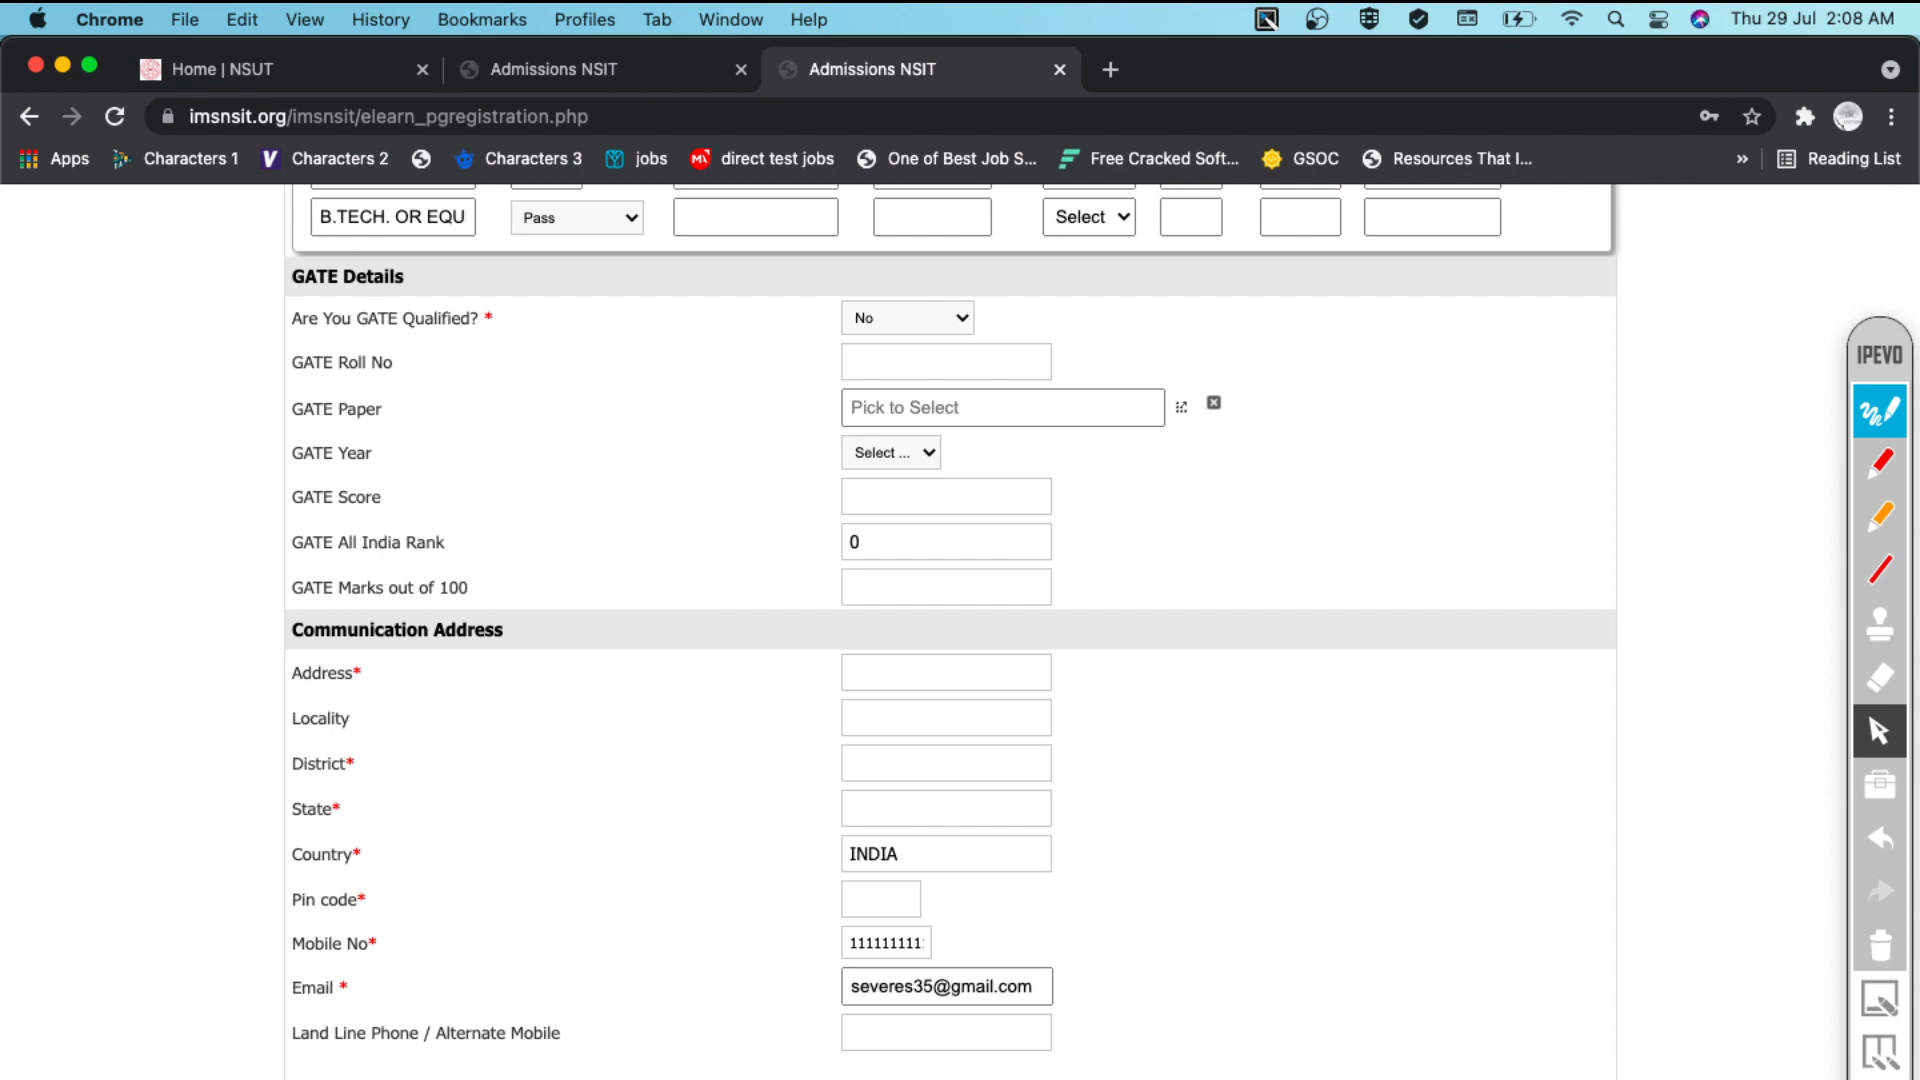 Chrome File Edit View History Bookmarks Profiles Tab Window Help Thu 29 Jul 2:08 AM
Home | NSUT Admissions NSIT Admissions NSIT
imsnsit.org/imsnsit/elearn_pgregistration.php
Apps Characters 1 Characters 2 Characters 3 jobs direct test jobs One of Best Job S... Free Cracked Soft... GSOC Resources That I... » Reading List
B.TECH. OR EQU Pass Select
GATE Details
Are You GATE Qualified? * No
GATE Roll No
GATE Paper Pick to Select
GATE Year Select ...
GATE Score
GATE All India Rank 0
GATE Marks out of 100
Communication Address
Address*
Locality
District*
State*
Country* INDIA
Pin code*
Mobile No* 111111111
Email * severes35@gmail.com
Land Line Phone / Alternate Mobile
IPEVO